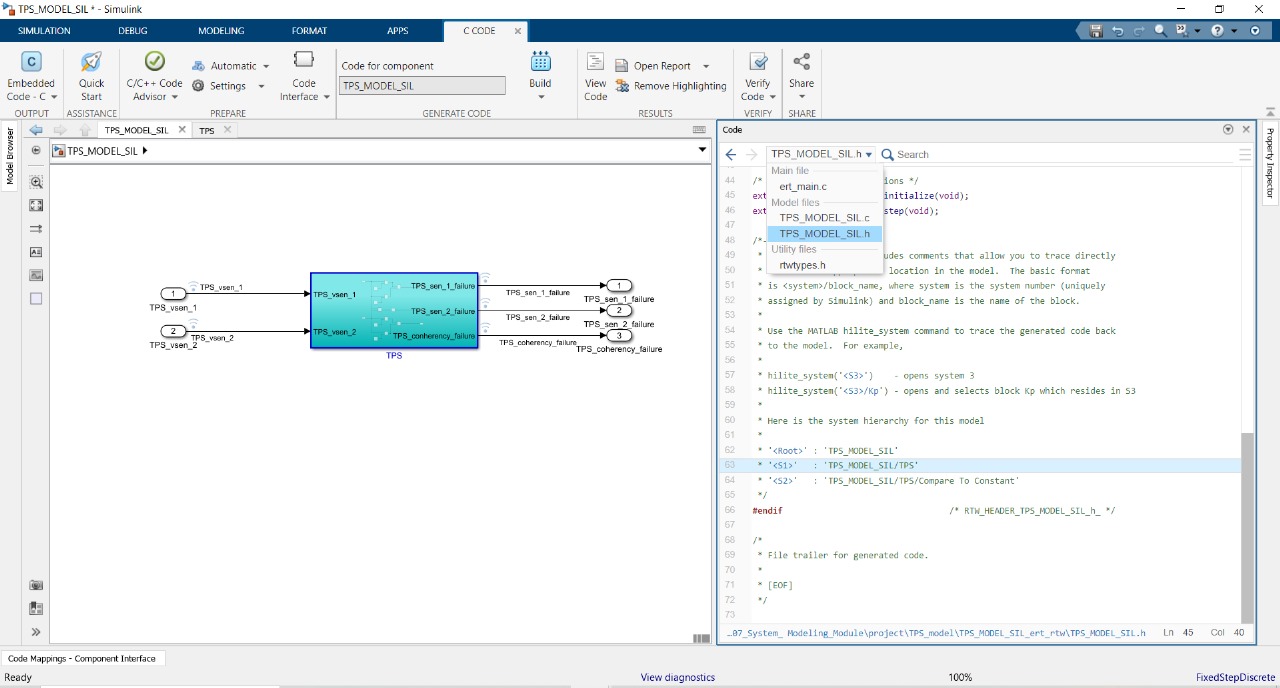 TPS_MODEL_SIL * - Simulink
SIMULATION DEBUG MODELING FORMAT APPS C CODE
Embedded Code - C
Quick Start
C/C++ Code Advisor
Automatic
Settings
Code Interface
Code for component
TPS_MODEL_SIL
Build
View Code
Open Report
Remove Highlighting
Verify Code
Share
OUTPUT ASSISTANCE PREPARE GENERATE CODE RESULTS VERIFY SHARE
Model Browser
TPS_MODEL_SIL TPS
TPS_MODEL_SIL
1 TPS_vsen_1
TPS_vsen_1
2 TPS_vsen_2
TPS_vsen_2
TPS_vsen_1
TPS_vsen_2
TPS_sen_1_failure
TPS_sen_2_failure
TPS_conherency_failure
TPS
TPS_sen_1_failure
1
TPS_sen_1_failure
TPS_sen_2_failure
2
TPS_sen_2_failure
TPS_coherency_failure
3
TPS_coherency_failure
Code
TPS_MODEL_SIL.h Search
Main file
ert_main.c
Model files
TPS_MODEL_SIL.c
TPS_MODEL_SIL.h
Utility files
rtwtypes.h
44 /* ions */
45 ext initialize(void);
46 ext step(void);
47
48 /*-
49 * udes comments that allow you to trace directly
50 * location in the model. The basic format
51 * is <system>/block_name, where system is the system number (uniquely
52 * assigned by Simulink) and block_name is the name of the block.
53 *
54 * Use the MATLAB hilite_system command to trace the generated code back
55 * to the model. For example,
56 *
57 * hilite_system('<S3>') - opens system 3
58 * hilite_system('<S3>/Kp') - opens and selects block Kp which resides in S3
59 *
60 * Here is the system hierarchy for this model
61 *
62 * '<Root>' : 'TPS_MODEL_SIL'
63 * '<S1>' : 'TPS_MODEL_SIL/TPS'
64 * '<S2>' : 'TPS_MODEL_SIL/TPS/Compare To Constant'
65 */
66 #endif /* RTW_HEADER_TPS_MODEL_SIL_h_ */
67
68 /*
69 * File trailer for generated code.
70 *
71 * [EOF]
72 */
73
...07_System_ Modeling_Module\project\TPS_model\TPS_MODEL_SIL_ert_rtw\TPS_MODEL_SIL.h Ln 45 Col 40
Property Inspector
Code Mappings - Component Interface
Ready View diagnostics 100% FixedStepDiscrete